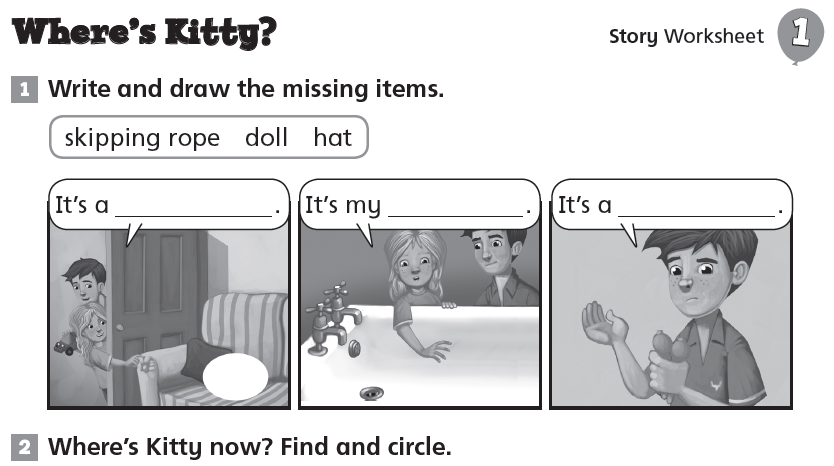 Where's Kitty?
Story Worksheet 1
1 Write and draw the missing items.
skipping rope doll hat
It's a ____________.
It's my ____________.
It's a ____________.
2 Where's Kitty now? Find and circle.